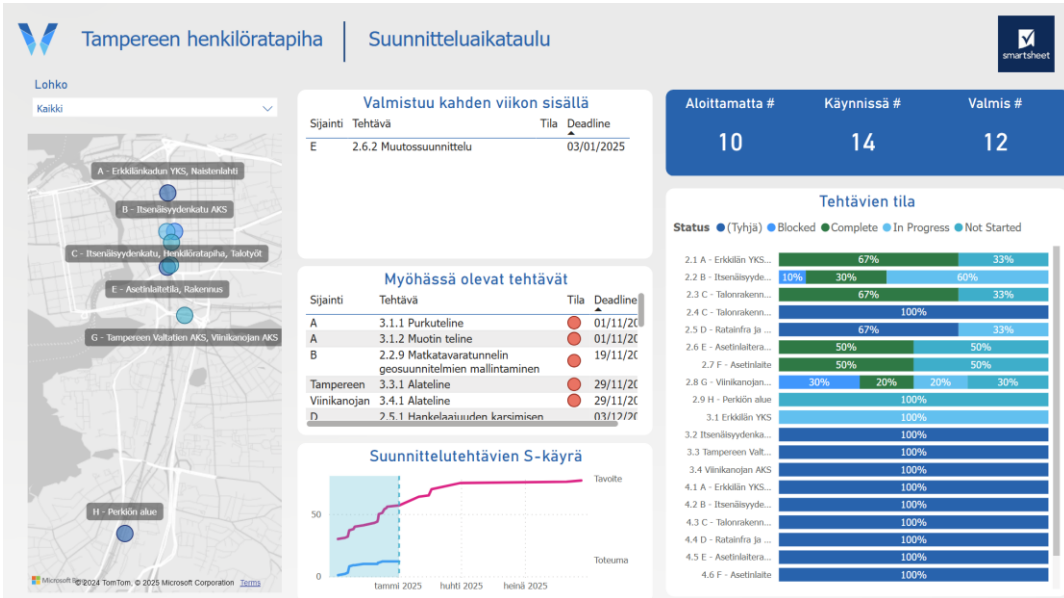 Tampereen henkilöratapiha
Suunnitteluaikataulu
smartsheet
Lohko
Kaikki
A - Erkkilänkadun YKS, Naistenlahti
B - Itsenäisyydenkatu AKS
C - Itsenäisyydenkatu, Henkilöratapiha, Talotyöt
E - Asetinlaitetila, Rakennus
G - Tampereen Valtatien AKS, Viinikanojan AKS
H - Perkiön alue
Microsoft
©2024 TomTom, © 2025 Microsoft Corporation Terms
Valmistuu kahden viikon sisällä
Sijainti Tehtävä Tila Deadline
E 2.6.2 Muutossuunnittelu 03/01/2025
Myöhässä olevat tehtävät
Sijainti Tehtävä Tila Deadline
A 3.1.1 Purkuteline 01/11/20
A 3.1.2 Muotin teline 01/11/20
B 2.2.9 Matkatavaratunnelin 19/11/20
geosuunnitelmien mallintaminen
Tampereen 3.3.1 Alateline 29/11/20
Viinikanojan 3.4.1 Alateline 29/11/20
D 2.5.1 Hankelaajuuden karsimisen 03/12/20
Suunnittelutehtävien S-käyrä
Tavoite
50
Toteuma
0
tammi 2025 huhti 2025 heinä 2025
Aloittamatta # Käynnissä # Valmis #
10 14 12
Tehtävien tila
Status (Tyhjä) Blocked Complete In Progress Not Started
2.1 A - Erkkilän YKS... 67% 33%
2.2 B - Itsenäisyyde... 10% 30% 60%
2.3 C - Talonrakenn... 67% 33%
2.4 C - Talonrakenn... 100%
2.5 D - Ratainfra ja ... 67% 33%
2.6 E - Asetinlaitera... 50% 50%
2.7 F - Asetinlaite 50% 50%
2.8 G - Viinikanojan... 30% 20% 20% 30%
2.9 H - Perkiön alue 100%
3.1 Erkkilän YKS 100%
3.2 Itsenäisyydenka... 100%
3.3 Tampereen Valt... 100%
3.4 Viinikanojan AKS 100%
4.1 A - Erkkilän YKS... 100%
4.2 B - Itsenäisyyde... 100%
4.3 C - Talonrakenn... 100%
4.4 D - Ratainfra ja ... 100%
4.5 E - Asetinlaitera... 100%
4.6 F - Asetinlaite 100%